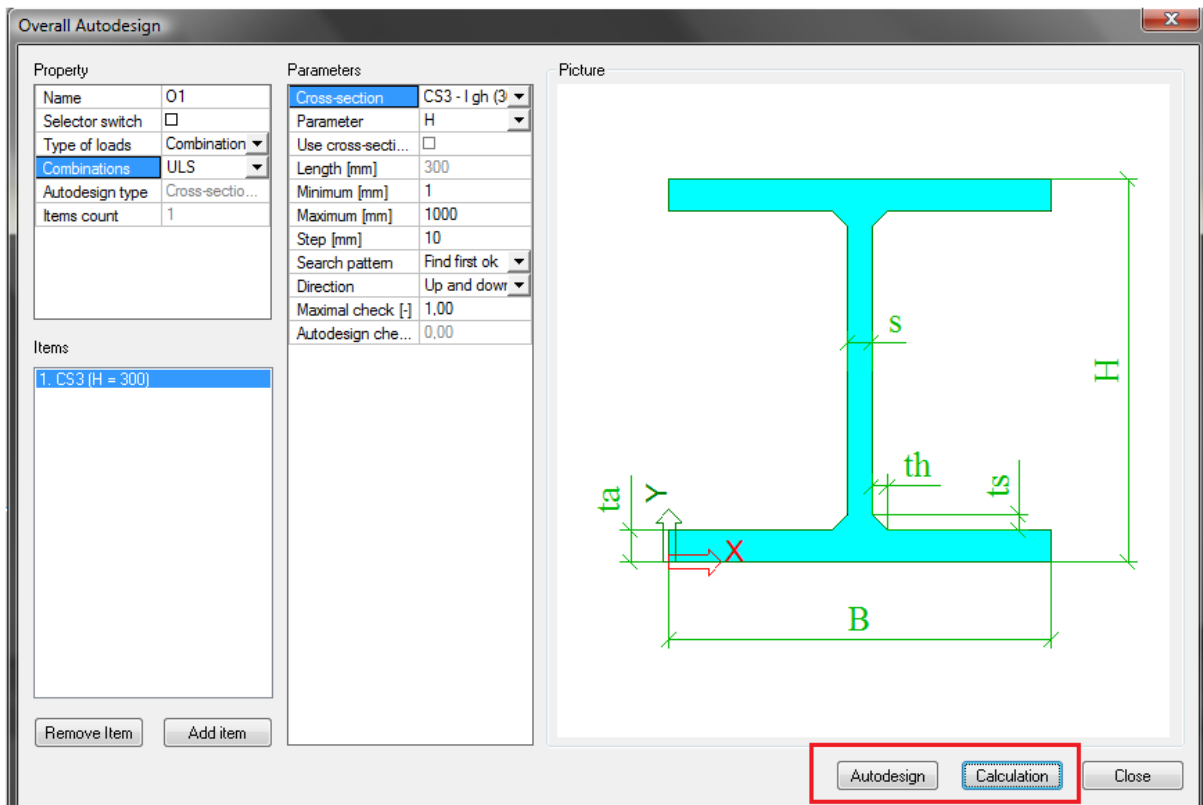 Overall Autodesign
Property
Name O1
Selector switch
Type of loads Combination
Combinations ULS
Autodesign type Cross-sectio...
Items count 1
Items
1. CS3 (H = 300)
Remove Item Add item
Parameters
Cross-section CS3 - I gh (3
Parameter H
Use cross-secti...
Length [mm] 300
Minimum [mm] 1
Maximum [mm] 1000
Step [mm] 10
Search pattern Find first ok
Direction Up and down
Maximal check [-] 1,00
Autodesign che... 0,00
Picture
s
H
th
ts
ta
Y
X
B
Autodesign Calculation Close